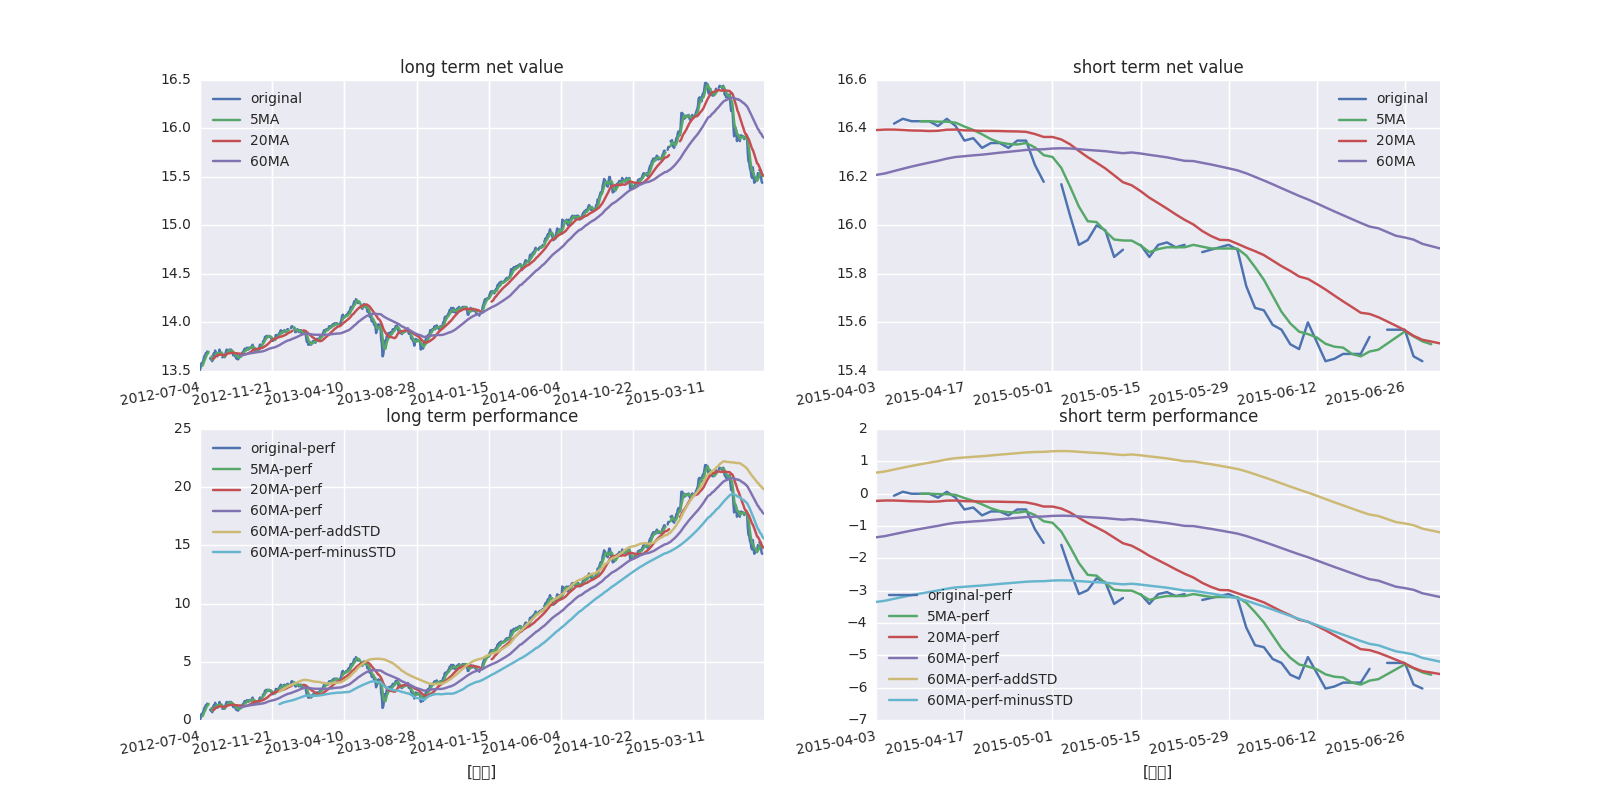 long term net value
16.5
16.0
15.5
15.0
14.5
14.0
13.5
original
5MA
20MA
60MA
2012-07-04
2012-11-21
2013-04-10
2013-08-28
2014-01-15
2014-06-04
2014-10-22
2015-03-11
short term net value
16.6
16.4
16.2
16.0
15.8
15.6
15.4
original
5MA
20MA
60MA
2015-04-03
2015-04-17
2015-05-01
2015-05-15
2015-05-29
2015-06-12
2015-06-26
long term performance
25
20
15
10
5
0
original-perf
5MA-perf
20MA-perf
60MA-perf
60MA-perf-addSTD
60MA-perf-minusSTD
2012-07-04
2012-11-21
2013-04-10
2013-08-28
2014-01-15
2014-06-04
2014-10-22
2015-03-11
short term performance
2
1
0
−1
−2
−3
−4
−5
−6
−7
original-perf
5MA-perf
20MA-perf
60MA-perf
60MA-perf-addSTD
60MA-perf-minusSTD
2015-04-03
2015-04-17
2015-05-01
2015-05-15
2015-05-29
2015-06-12
2015-06-26